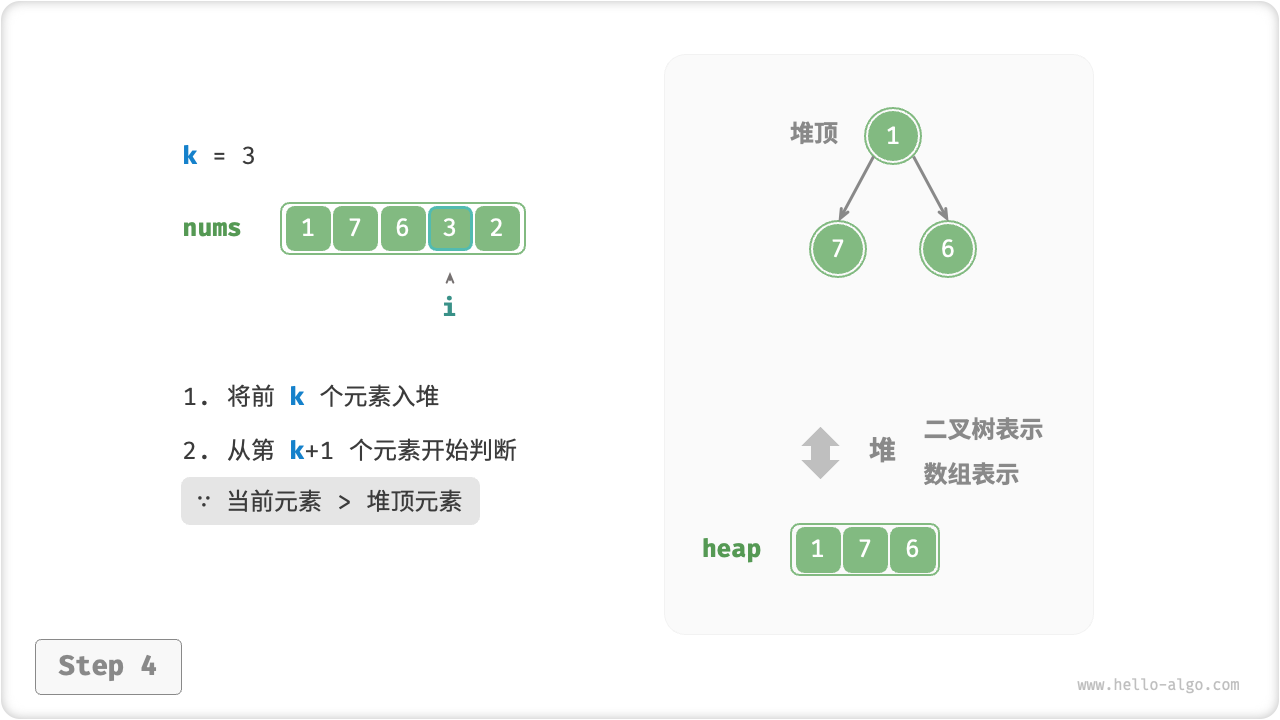 k = 3
nums 1 7 6 3 2
i
1. 将前 k 个元素入堆
2. 从第 k+1 个元素开始判断
∵ 当前元素 > 堆顶元素
Step 4
堆顶 1
7 6
堆 二叉树表示
数组表示
heap 1 7 6
www.hello-algo.com